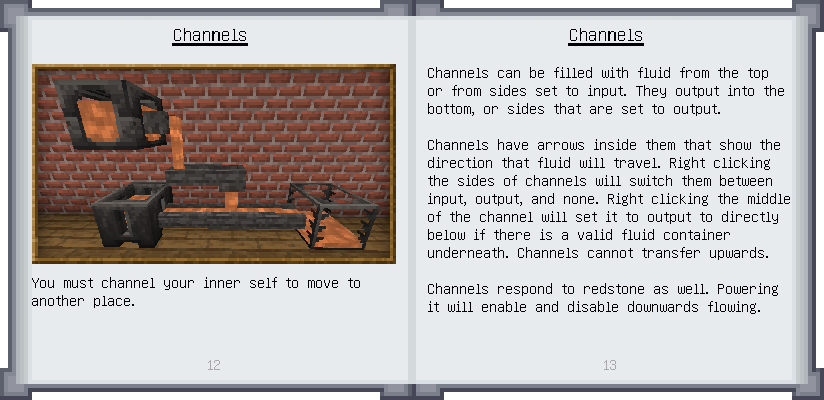 Channels
You must channel your inner self to move to
another place.
12
Channels
Channels can be filled with fluid from the top
or from sides set to input. They output into the
bottom, or sides that are set to output.
Channels have arrows inside them that show the
direction that fluid will travel. Right clicking
the sides of channels will switch them between
input, output, and none. Right clicking the middle
of the channel will set it to output to directly
below if there is a valid fluid container
underneath. Channels cannot transfer upwards.
Channels respond to redstone as well. Powering
it will enable and disable downwards flowing.
13